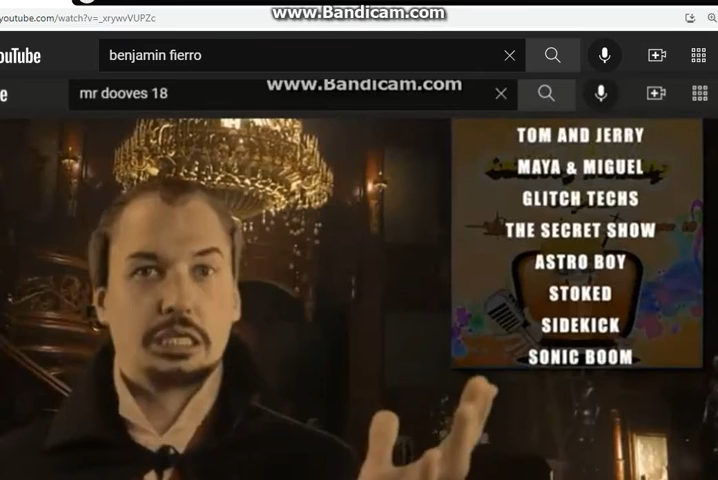 www.Bandicam.com
youtube.com/watch?v=_xrywvVUPZc
ouTube
benjamin fierro
www.Bandicam.com
e
mr dooves 18
TOM AND JERRY
MAYA & MIGUEL
GLITCH TECHS
THE SECRET SHOW
ASTRO BOY
STOKED
SIDEKICK
SONIC BOOM